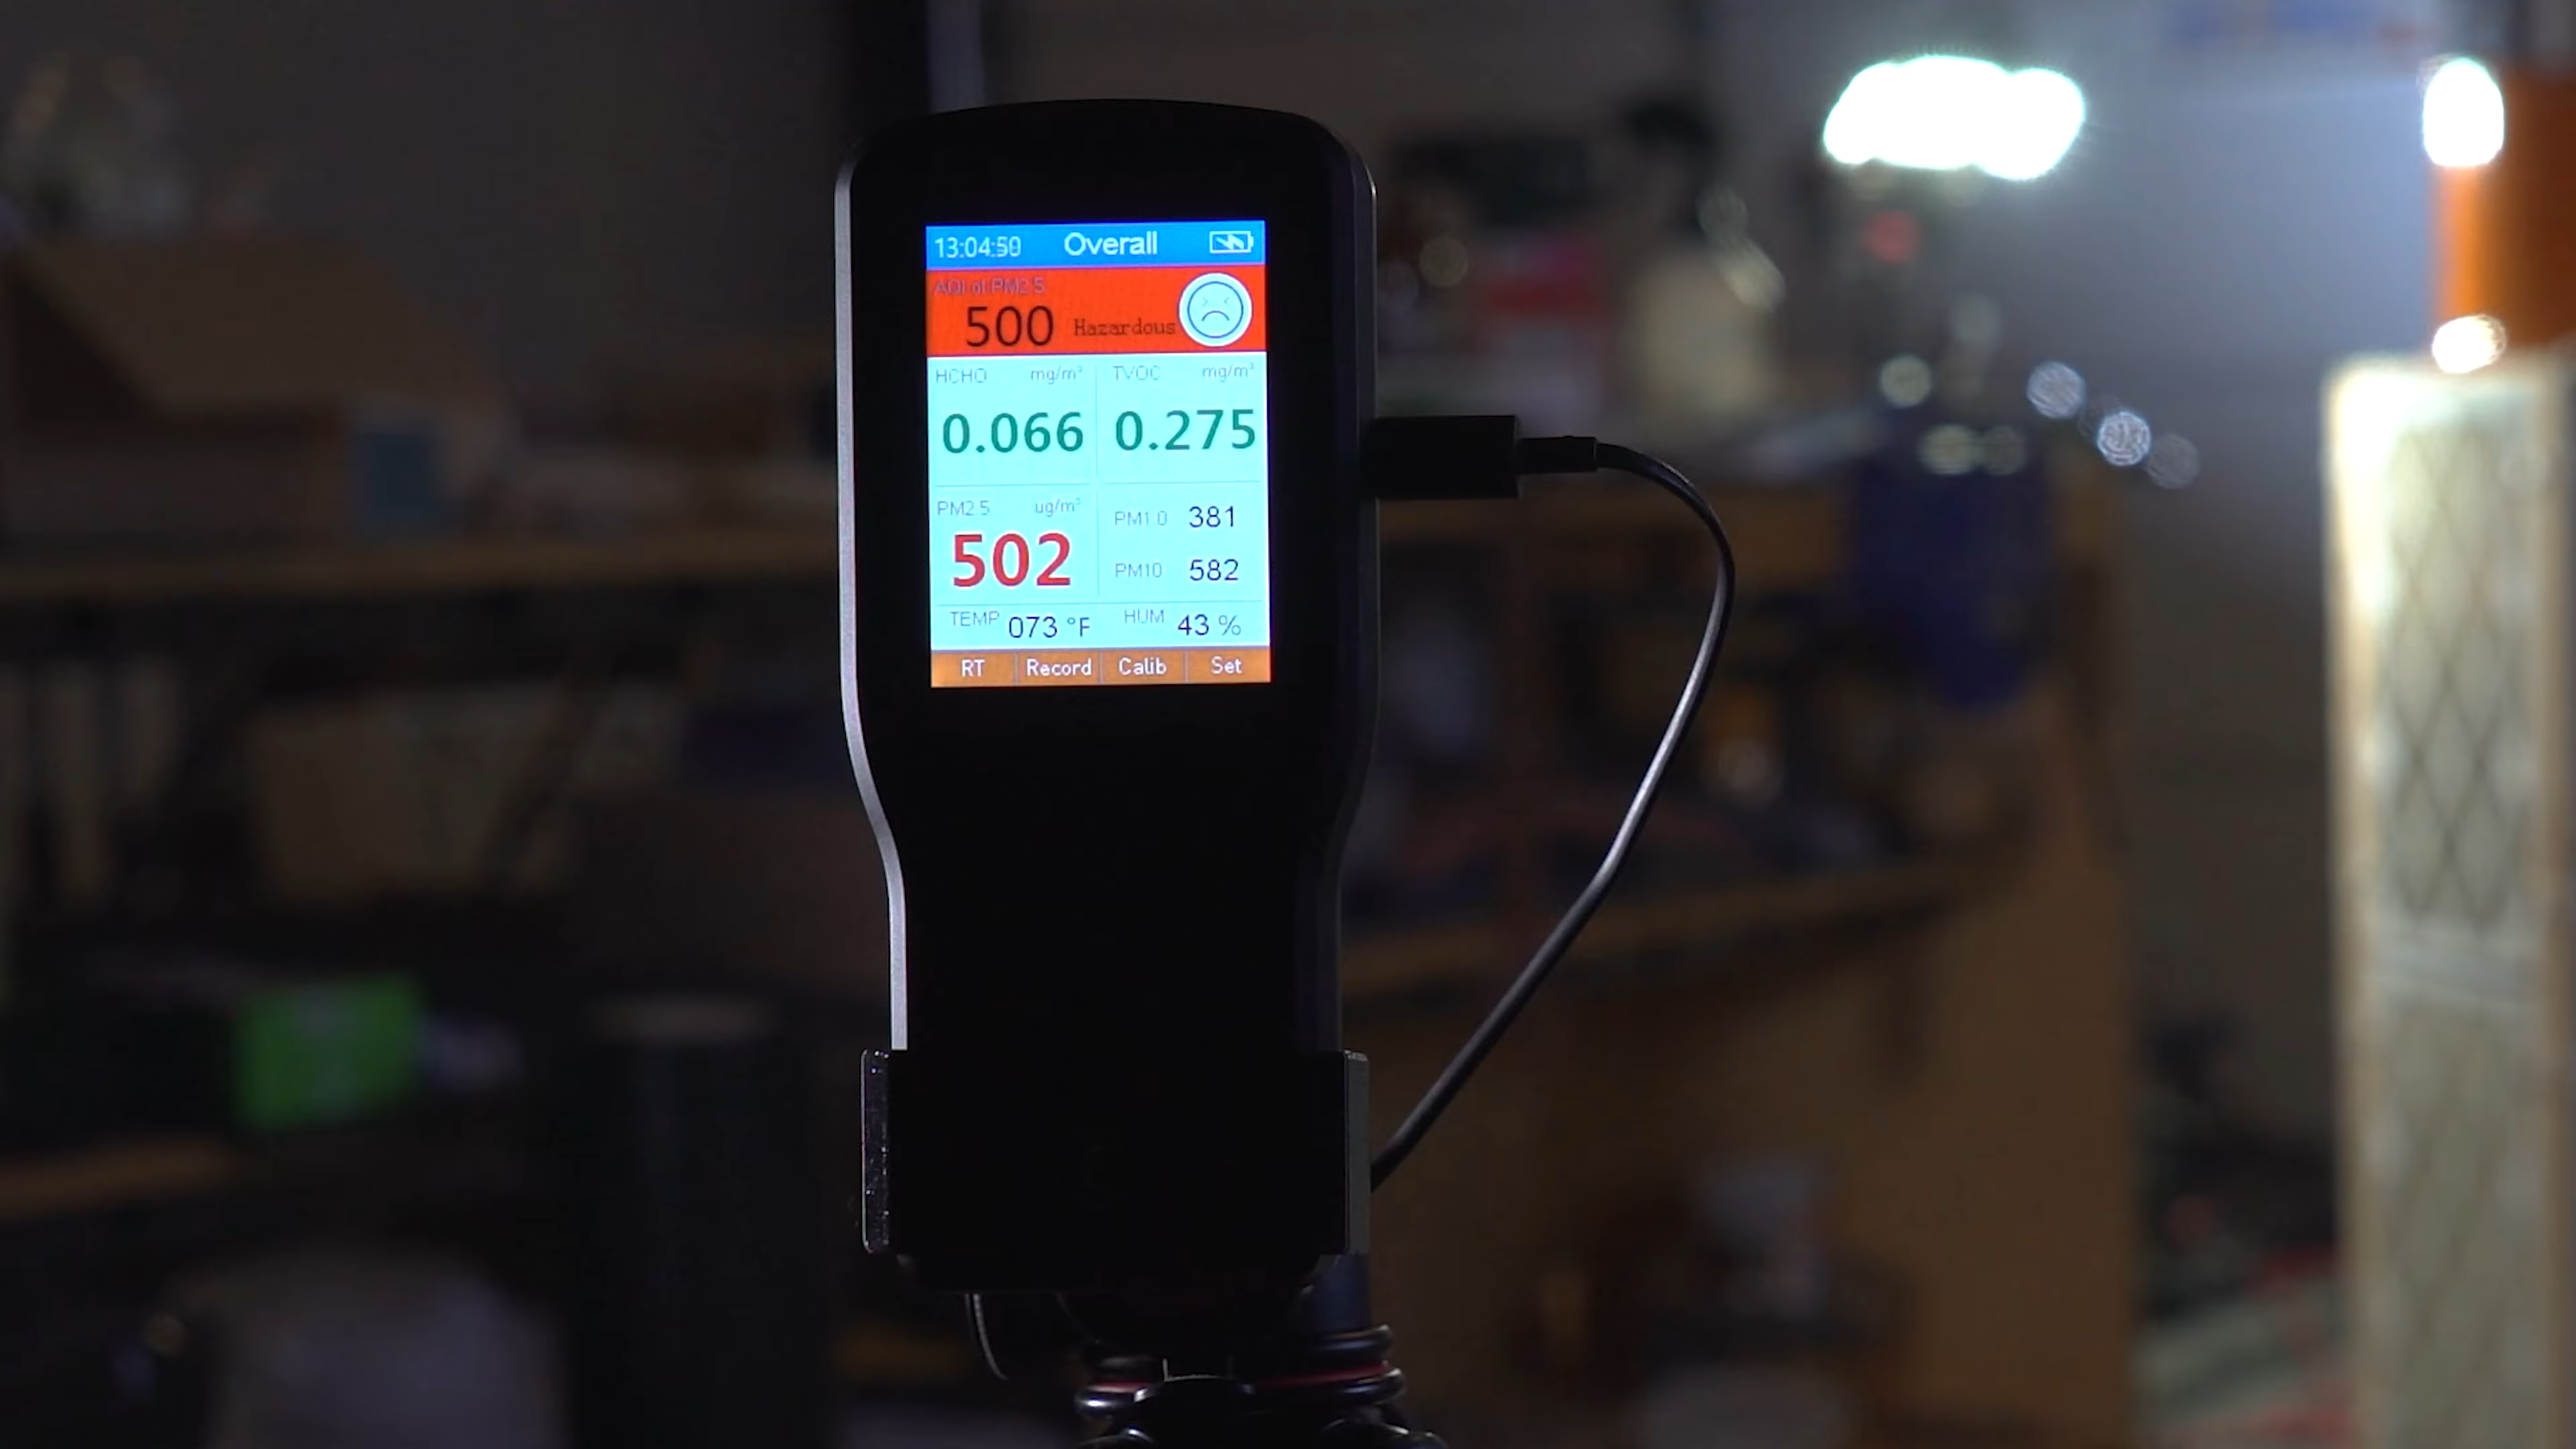 13:04:59 Overall
AQI of PM2.5
500 Hazardous
HCHO mg/m³ TVOC mg/m³
0.066 0.275
PM2.5 ug/m³
502
PM1.0 381
PM10 582
TEMP 073 °F HUM 43 %
RT Record Calib Set